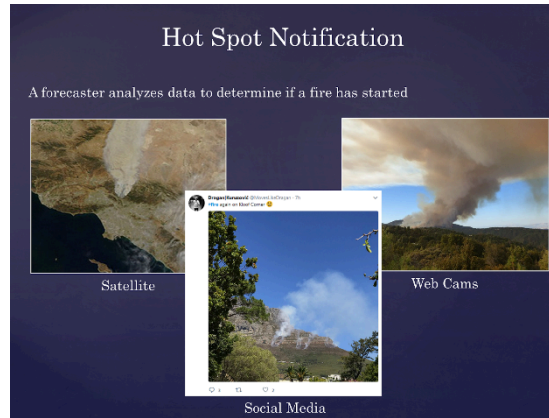 Hot Spot Notification
A forecaster analyzes data to determine if a fire has started
#fire again on Kloof Corner
Satellite
Web Cams
Social Media